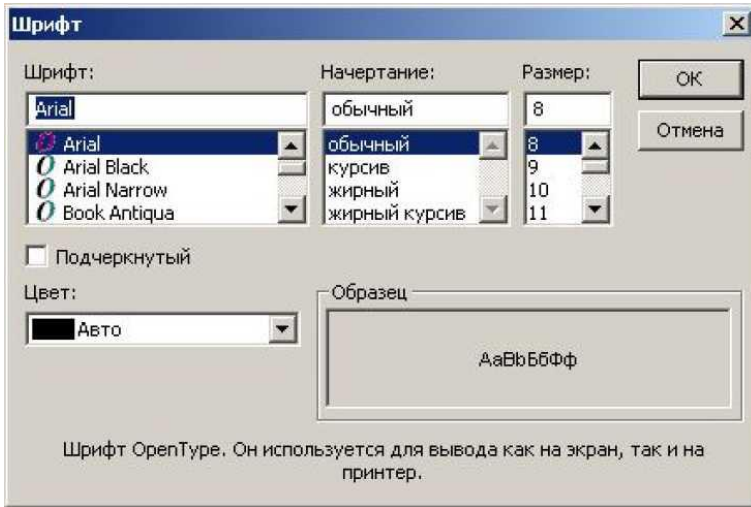 Шрифт
Шрифт:
Начертание:
Размер:
Arial
обычный
8
OK
Arial
Arial Black
Arial Narrow
Book Antiqua
обычный
курсив
жирный
жирный курсив
8
9
10
11
Отмена
Подчеркнутый
Цвет:
Авто
Образец
АаВbБбФф
Шрифт OpenType. Он используется для вывода как на экран, так и на
принтер.